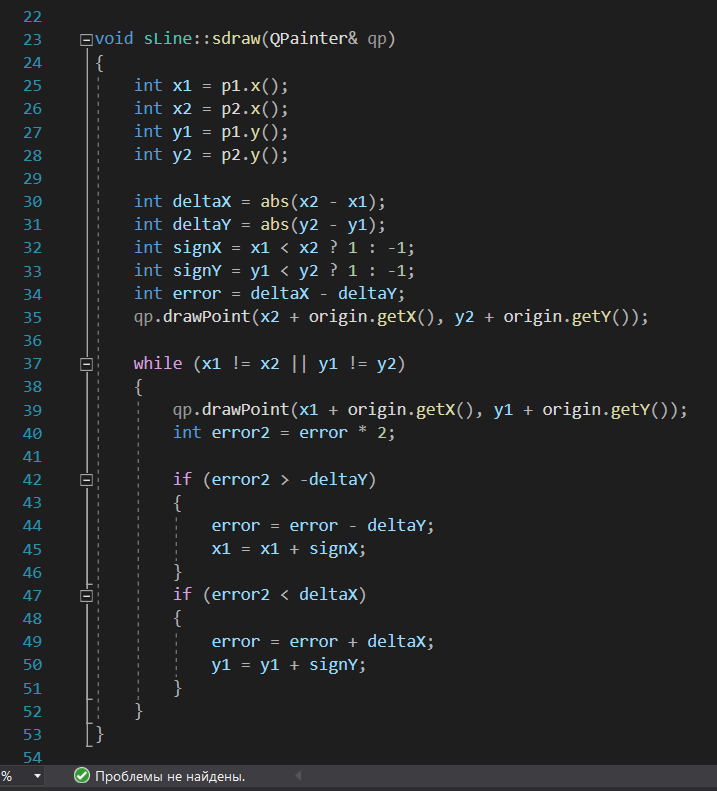 22
23 void sLine::sdraw(QPainter& qp)
24 {
25 int x1 = p1.x();
26 int x2 = p2.x();
27 int y1 = p1.y();
28 int y2 = p2.y();
29
30 int deltaX = abs(x2 - x1);
31 int deltaY = abs(y2 - y1);
32 int signX = x1 < x2 ? 1 : -1;
33 int signY = y1 < y2 ? 1 : -1;
34 int error = deltaX - deltaY;
35 qp.drawPoint(x2 + origin.getX(), y2 + origin.getY());
36
37 while (x1 != x2 || y1 != y2)
38 {
39 qp.drawPoint(x1 + origin.getX(), y1 + origin.getY());
40 int error2 = error * 2;
41
42 if (error2 > -deltaY)
43 {
44 error = error - deltaY;
45 x1 = x1 + signX;
46 }
47 if (error2 < deltaX)
48 {
49 error = error + deltaX;
50 y1 = y1 + signY;
51 }
52 }
53 }
54
% Проблемы не найдены.